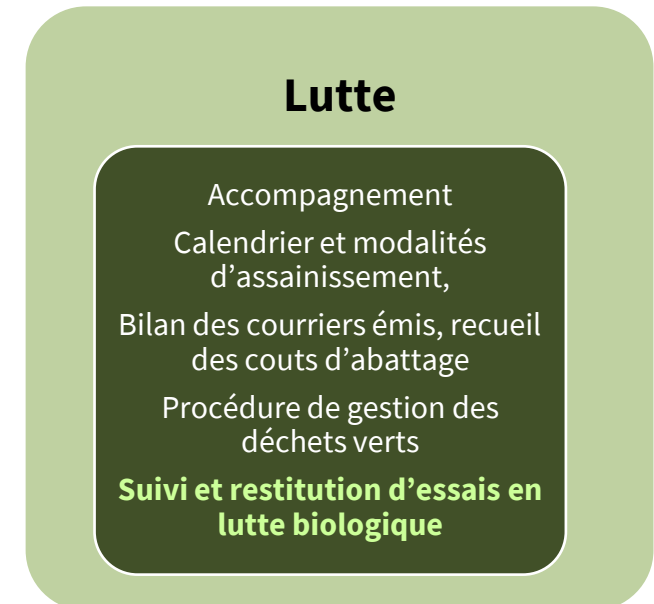 Lutte
Accompagnement
Calendrier et modalités
d’assainissement,
Bilan des courriers émis, recueil
des couts d’abattage
Procédure de gestion des
déchets verts
Suivi et restitution d’essais en
lutte biologique